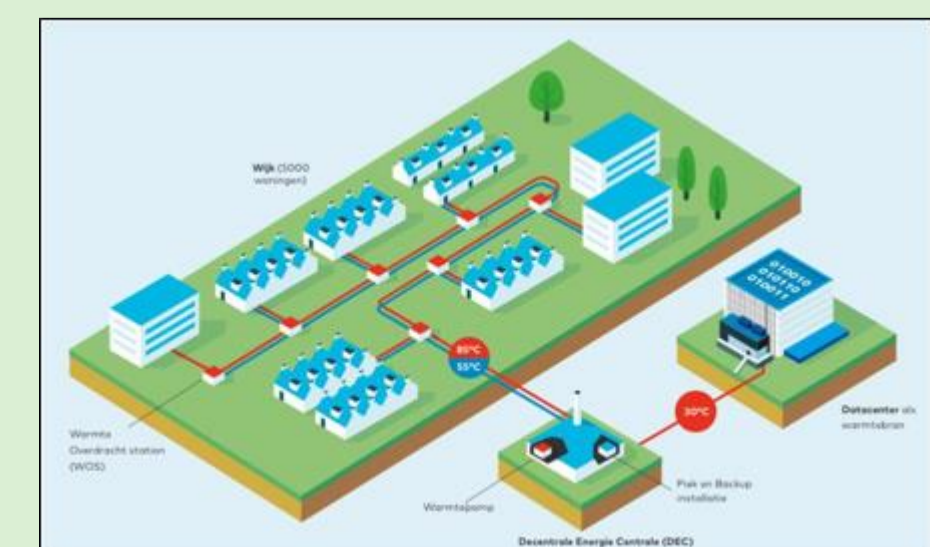 Wijk (5000
woningen)
010010
010110
010011
85°C
55°C
30°C
Datacenter als
warmtebron
Warmte
Overdracht station
(WOS)
Warmtepomp
Piek en Backup
installatie
Decentrale Energie Centrale (DEC)